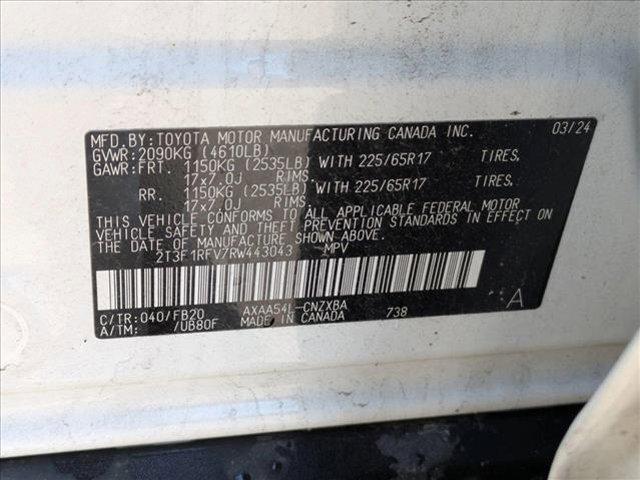 MFD.BY:TOYOTA MOTOR MANUFACTURING CANADA INC. 03/24
GVWR:2090KG (4610LB)
GAWR:FRT. 1150KG (2535LB) WITH 225/65R17 TIRES,
17x7.0J RIMS
RR. 1150KG (2535LB) WITH 225/65R17 TIRES,
17x7.0J RIMS
THIS VEHICLE CONFORMS TO ALL APPLICABLE FEDERAL MOTOR
VEHICLE SAFETY AND THEFT PREVENTION STANDARDS IN EFFECT ON
THE DATE OF MANUFACTURE SHOWN ABOVE.
2T3F1RFV7RW443043 MPV
C/TR:040/FB20 AXAA54L-CNZXBA 738 A
A/TM: /UB80F MADE IN CANADA